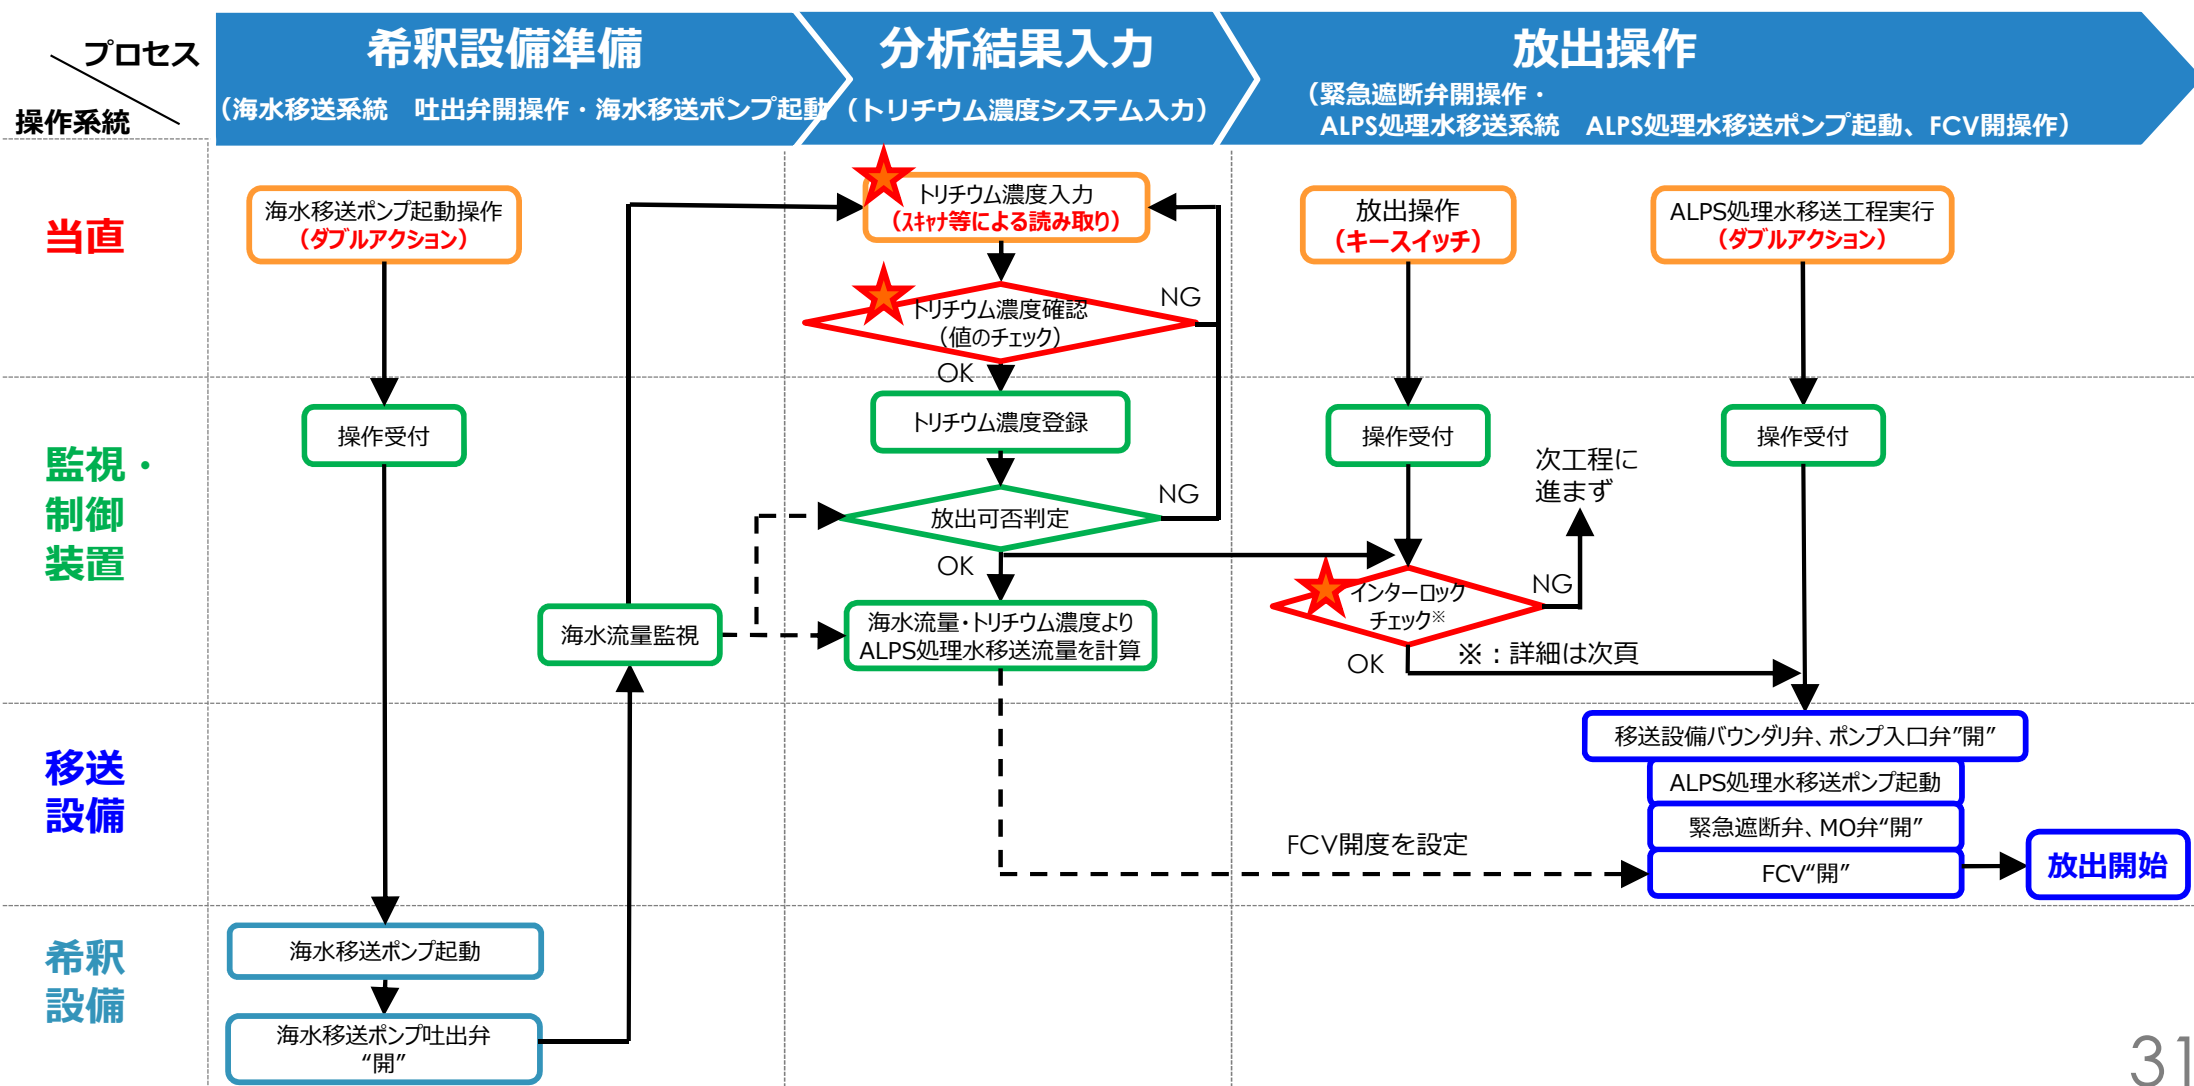 プロセス
操作系統
希釈設備準備
（海水移送系統　吐出弁開操作・海水移送ポンプ起動
分析結果入力
（トリチウム濃度システム入力）
放出操作
（緊急遮断弁開操作・
ALPS処理水移送系統　ALPS処理水移送ポンプ起動、FCV開操作）
当直
海水移送ポンプ起動操作
（ダブルアクション）
トリチウム濃度入力
（ｽｷｬﾅ等による読み取り）
トリチウム濃度確認
（値のチェック）
NG
OK
放出操作
（キースイッチ）
ALPS処理水移送工程実行
（ダブルアクション）
監視・
制御
装置
操作受付
海水流量監視
トリチウム濃度登録
放出可否判定
NG
OK
海水流量・トリチウム濃度より
ALPS処理水移送流量を計算
操作受付
次工程に
進まず
インターロック
チェック※
NG
OK
※：詳細は次頁
操作受付
移送
設備
FCV開度を設定
移送設備バウンダリ弁、ポンプ入口弁”開”
ALPS処理水移送ポンプ起動
緊急遮断弁、MO弁“開”
FCV“開”
放出開始
希釈
設備
海水移送ポンプ起動
海水移送ポンプ吐出弁
“開”
31